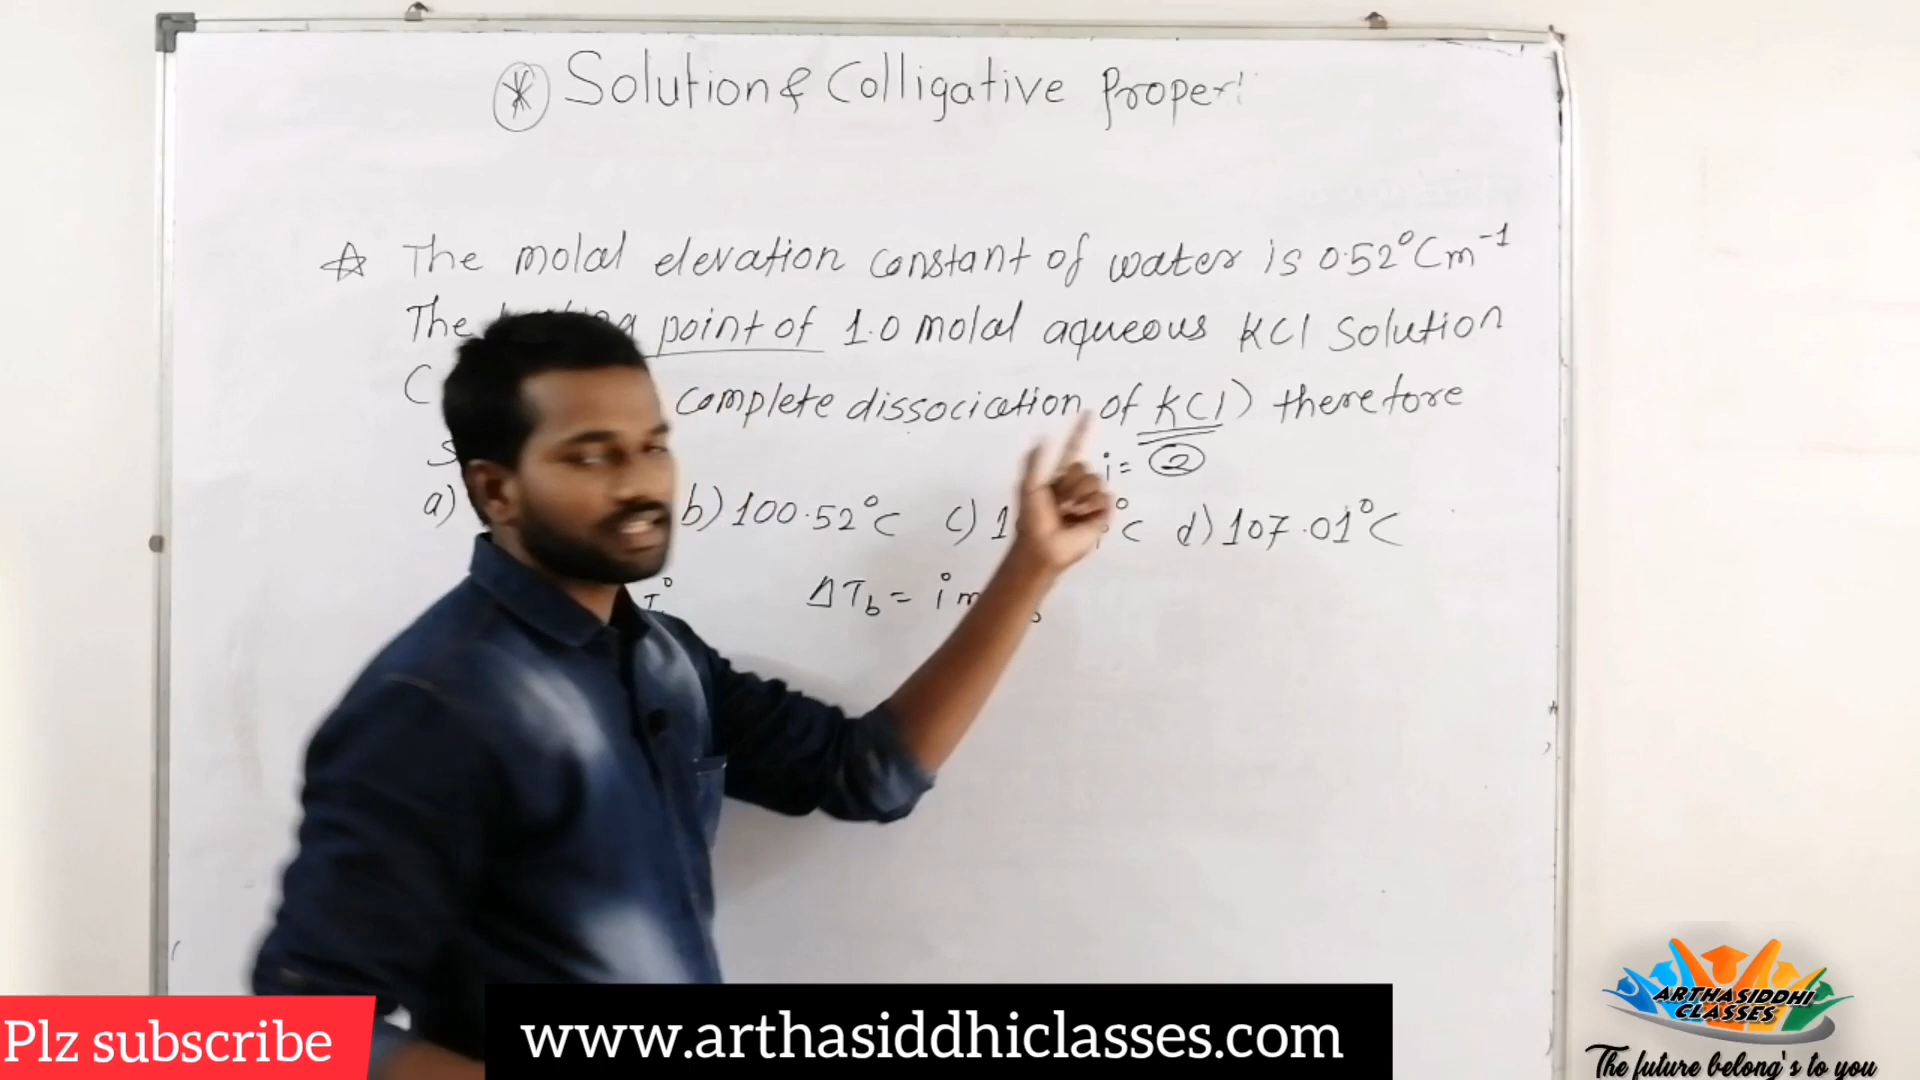 Solution & Colligative Proper
☆ The molal elevation constant of water is 0.52°C m⁻¹
The point of 1.0 molal aqueous KCl Solution
( complete dissociation of KCl) therefore
i = 2
a) b) 100.52°C c) 1 °C d) 107.01°C
ΔT_b = i m
Plz subscribe
www.arthasiddhiclasses.com
ARTHASIDDHI
CLASSES
The future belong's to you